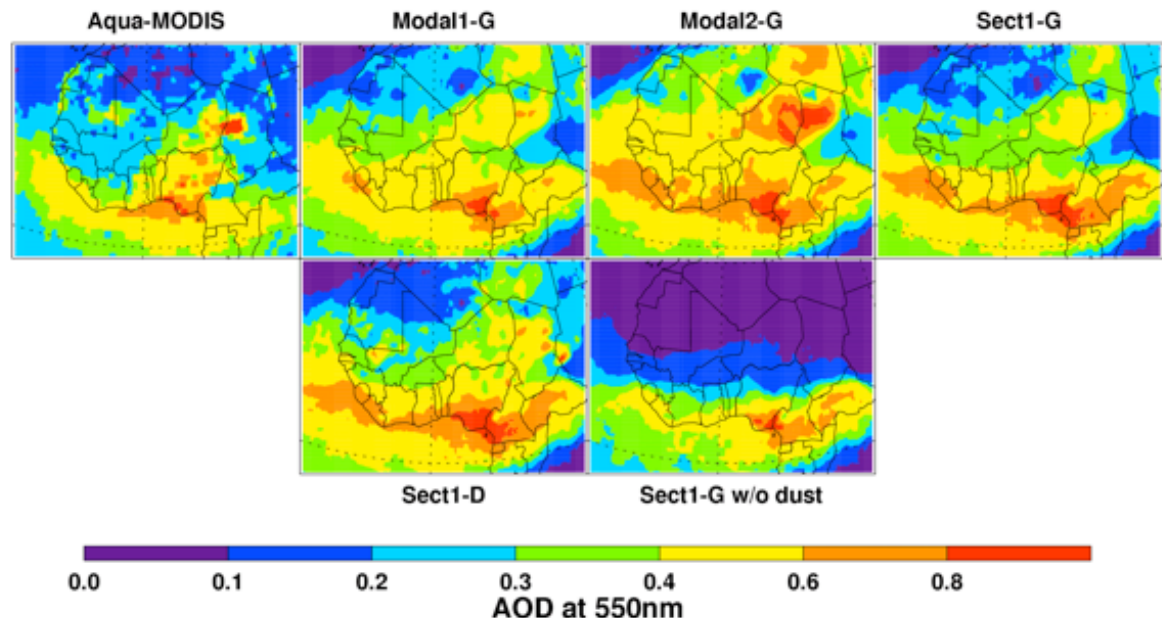 Aqua-MODIS Modal1-G Modal2-G Sect1-G
Sect1-D Sect1-G w/o dust
0.0 0.1 0.2 0.3 0.4 0.6 0.8
AOD at 550nm